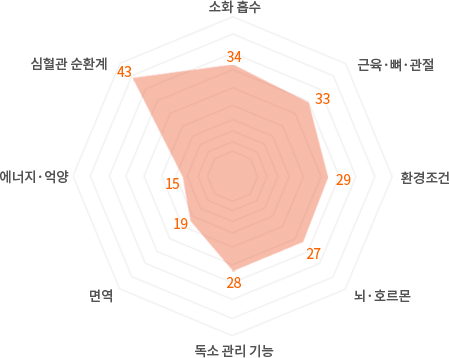 소화 흡수
34
심혈관 순환계
43
근육·뼈·관절
33
에너지·억양
15
환경조건
29
19
27
면역
28
뇌·호르몬
독소 관리 기능